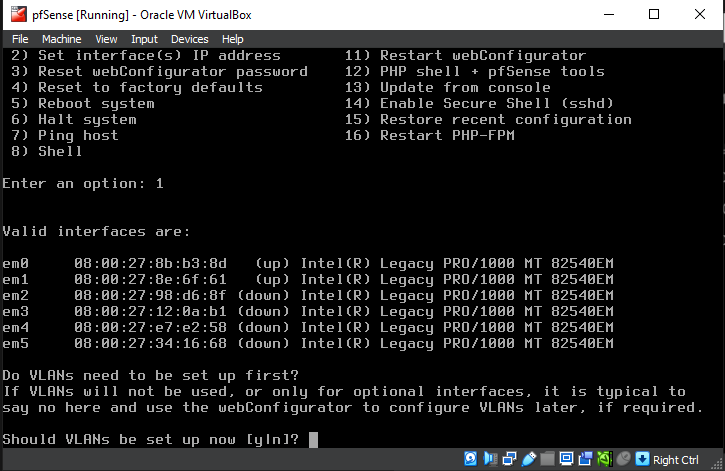 pfSense [Running] - Oracle VM VirtualBox
File Machine View Input Devices Help
2) Set interface(s) IP address 11) Restart webConfigurator
3) Reset webConfigurator password 12) PHP shell + pfSense tools
4) Reset to factory defaults 13) Update from console
5) Reboot system 14) Enable Secure Shell (sshd)
6) Halt system 15) Restore recent configuration
7) Ping host 16) Restart PHP-FPM
8) Shell
Enter an option: 1
Valid interfaces are:
em0 08:00:27:8b:b3:8d (up) Intel(R) Legacy PRO/1000 MT 82540EM
em1 08:00:27:8e:6f:61 (up) Intel(R) Legacy PRO/1000 MT 82540EM
em2 08:00:27:98:d6:8f (down) Intel(R) Legacy PRO/1000 MT 82540EM
em3 08:00:27:12:0a:b1 (down) Intel(R) Legacy PRO/1000 MT 82540EM
em4 08:00:27:e7:e2:58 (down) Intel(R) Legacy PRO/1000 MT 82540EM
em5 08:00:27:34:16:68 (down) Intel(R) Legacy PRO/1000 MT 82540EM
Do VLANs need to be set up first?
If VLANs will not be used, or only for optional interfaces, it is typical to
say no here and use the webConfigurator to configure VLANs later, if required.
Should VLANs be set up now [y|n]?
Right Ctrl